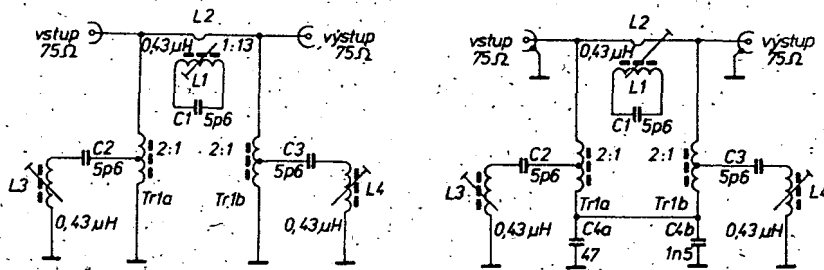 L2
vstup
75Ω
0,43μH
1:13
výstup
75Ω
L1
C1
5p6
C2
5p6
2:1
2:1
C3
5p6
L3
Tr1a
Tr1b
L4
0,43μH
0,43μH
L2
vstup
75Ω
0,43μH
výstup
75Ω
L1
C1
5p6
C2
5p6
2:1
2:1
C3
5p6
L3
Tr1a
Tr1b
L4
0,43μH
C4a
47
C4b
1n5
0,43μH